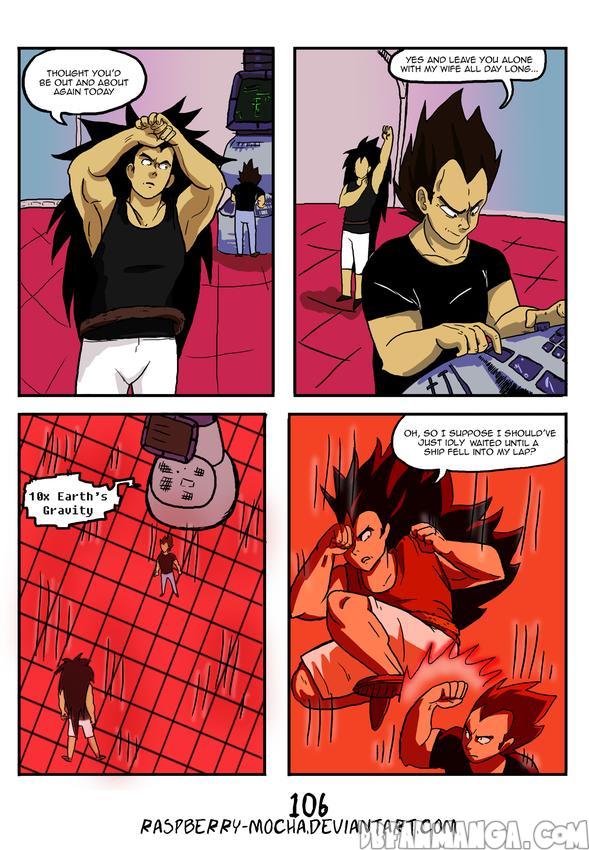 THOUGHT YOU'D
BE OUT AND ABOUT
AGAIN TODAY
YES AND LEAVE YOU ALONE
WITH MY WIFE ALL DAY LONG...
10x Earth's
Gravity
OH, SO I SUPPOSE I SHOULD'VE
JUST IDLY WAITED UNTIL A
SHIP FELL INTO MY LAP?
106
RASPBERRY-MOCHA.DEVIANTART.COM
DBFANMANGA.COM